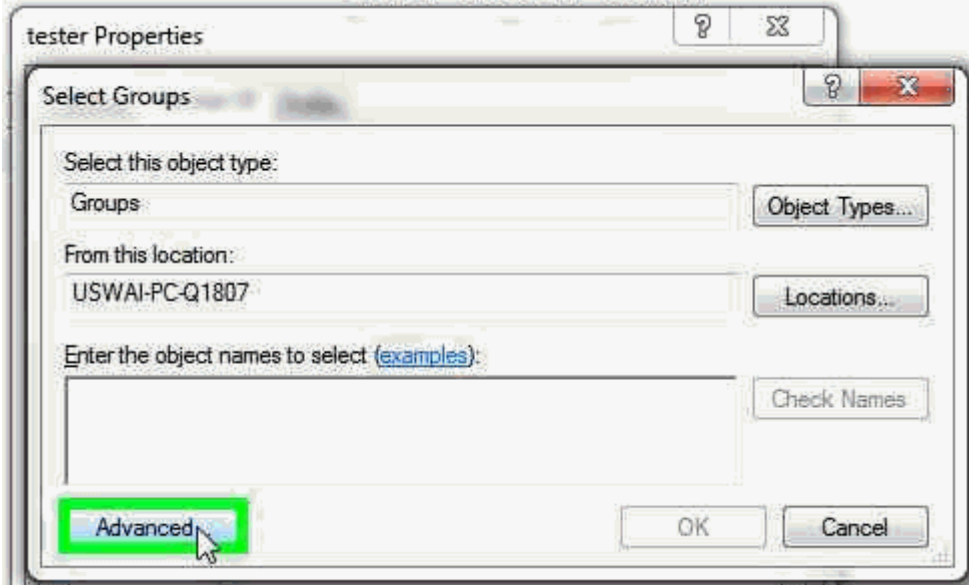 tester Properties
Select Groups
Select this object type:
Groups
Object Types...
From this location:
USWAI-PC-Q1807
Locations...
Enter the object names to select (examples):
Check Names
Advanced...
OK
Cancel